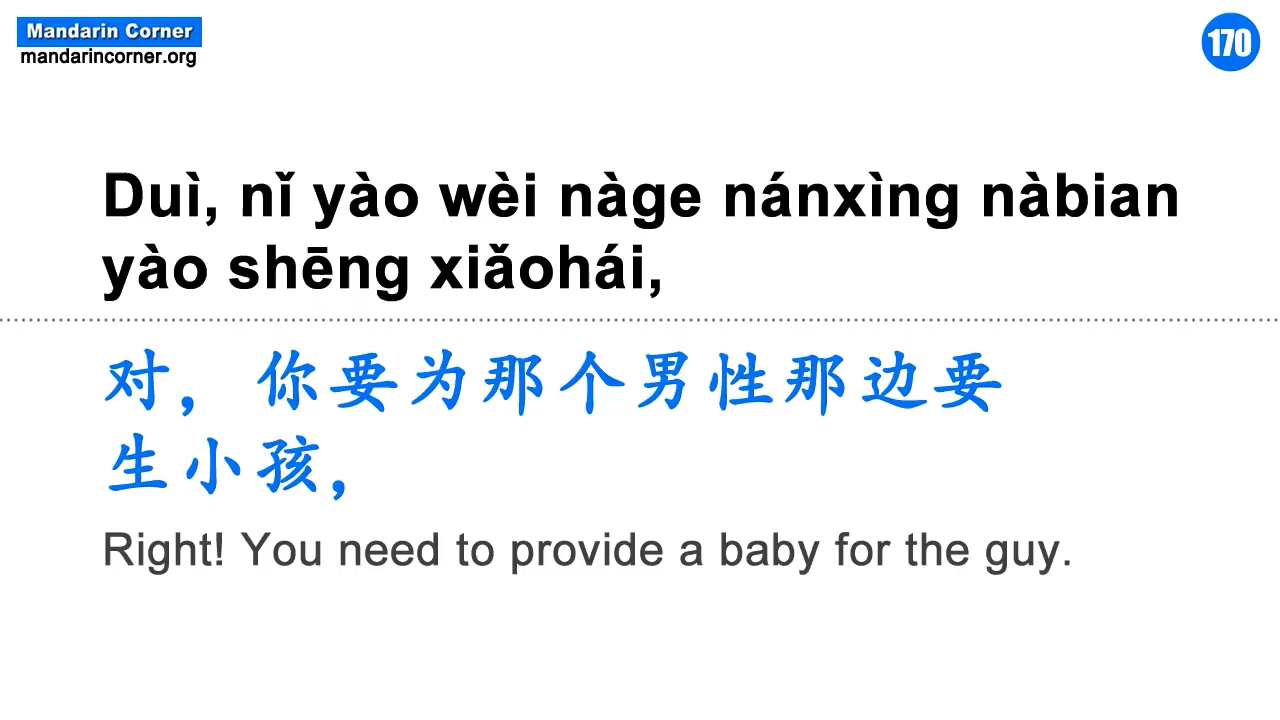 Mandarin Corner
mandarincorner.org
170
Duì, nǐ yào wèi nàge nánxìng nàbian
yào shēng xiǎohái,
对，你要为那个男性那边要
生小孩，
Right! You need to provide a baby for the guy.